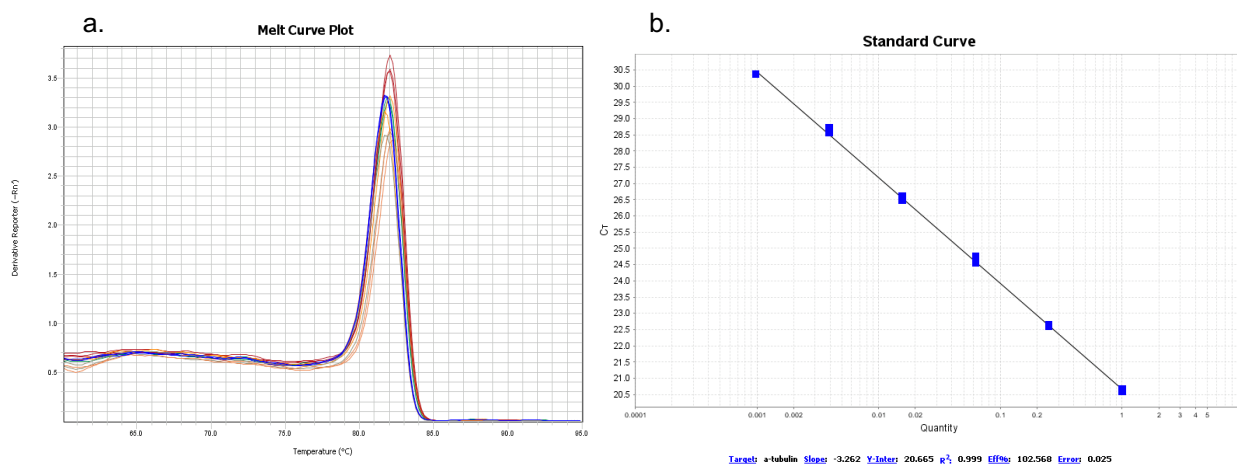 a.
Melt Curve Plot
Derivative Reporter (-Rn')
3.5
3.0
2.5
2.0
1.5
1.0
0.5
65.0 70.0 75.0 80.0 85.0 90.0 95.0
Temperature (°C)
b.
Standard Curve
CT
30.5
30.0
29.5
29.0
28.5
28.0
27.5
27.0
26.5
26.0
25.5
25.0
24.5
24.0
23.5
23.0
22.5
22.0
21.5
21.0
20.5
0.0001 0.001 0.002 0.01 0.02 0.1 0.2 1 2 3 4 5
Quantity
Target: a-tubulin Slope: -3.262 Y-Inter: 20.665 R²: 0.999 Eff%: 102.568 Error: 0.025